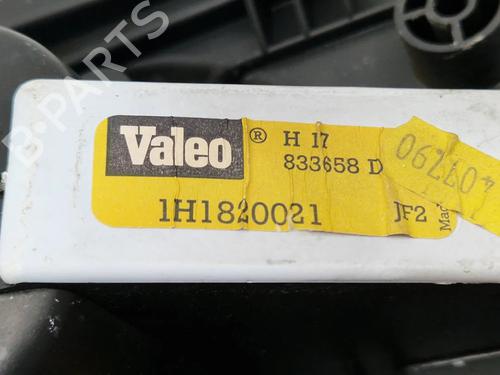 Valeo ® H 17
833658 D
1H1820021 JF2
407790
B-PARTS